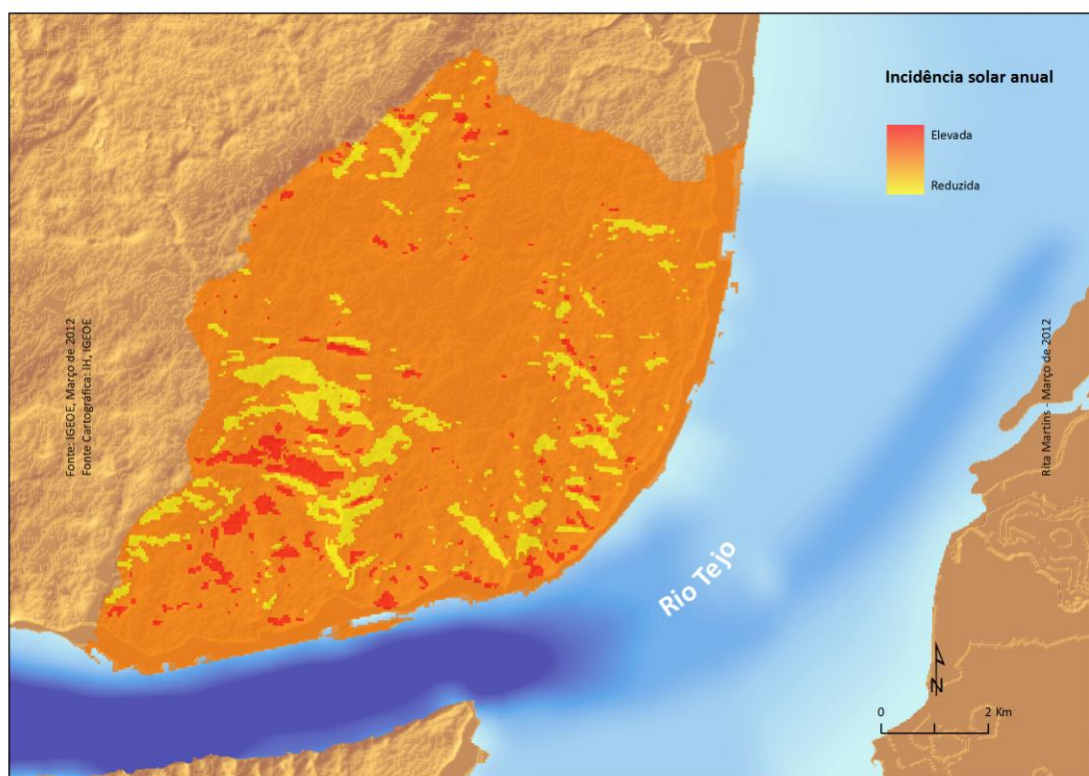 Incidência solar anual
Elevada
Reduzida
Fonte: IGEOE, Março de 2012
Fonte Cartográfica: IH, IGEOE
Rita Martins - Março de 2012
Rio Tejo
N
0 2 Km